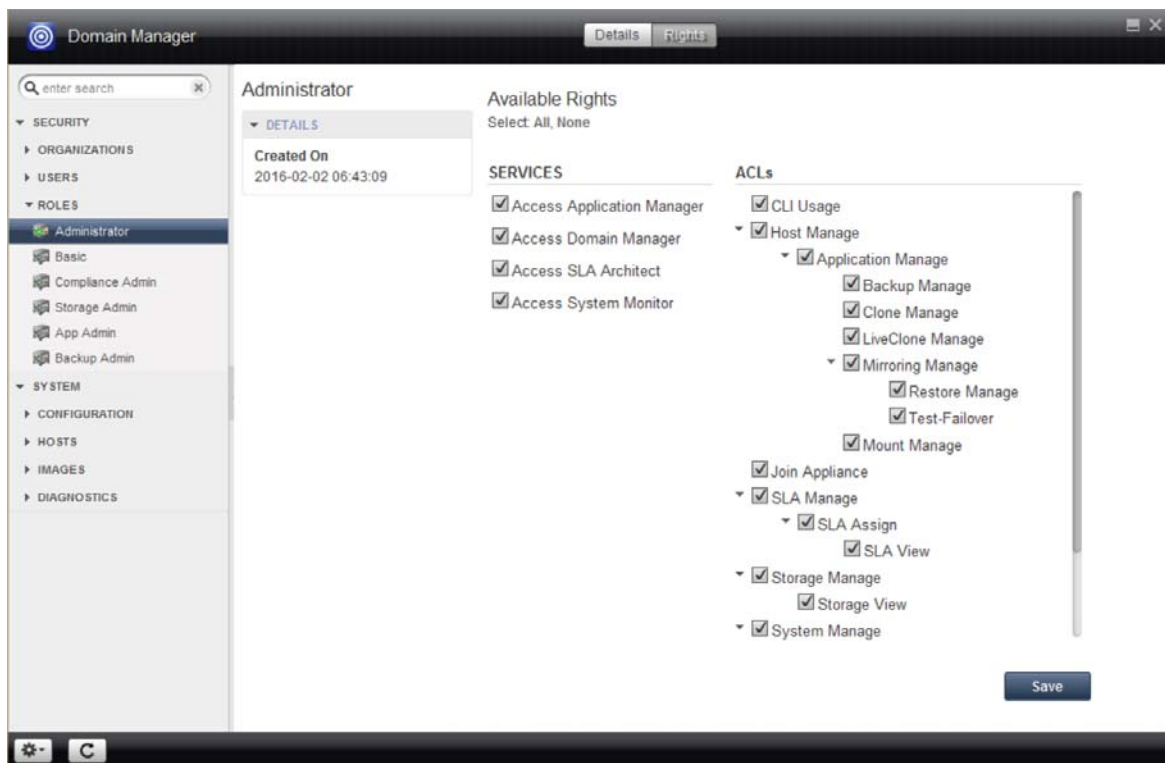 Domain Manager
Details
Rights
enter search
SECURITY
ORGANIZATIONS
USERS
ROLES
Administrator
Basic
Compliance Admin
Storage Admin
App Admin
Backup Admin
SYSTEM
CONFIGURATION
HOSTS
IMAGES
DIAGNOSTICS
Administrator
DETAILS
Created On
2016-02-02 06:43:09
Available Rights
Select: All, None
SERVICES
Access Application Manager
Access Domain Manager
Access SLA Architect
Access System Monitor
ACLs
CLI Usage
Host Manage
Application Manage
Backup Manage
Clone Manage
LiveClone Manage
Mirroring Manage
Restore Manage
Test-Failover
Mount Manage
Join Appliance
SLA Manage
SLA Assign
SLA View
Storage Manage
Storage View
System Manage
Save